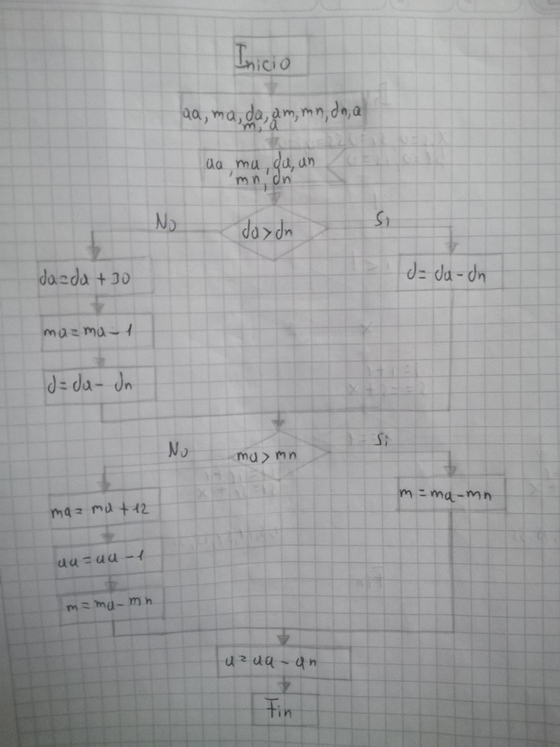 Inicio
aa, ma, da, am, mn, dn, a
m, a
aa, ma, da, an
mn, dn
No
da > dn
Si
da = da + 30
d = da - dn
ma = ma - 1
d = da - dn
No
ma > mn
Si
ma = ma + 12
m = ma - mn
aa = aa - 1
m = ma - mn
a = aa - an
Fin